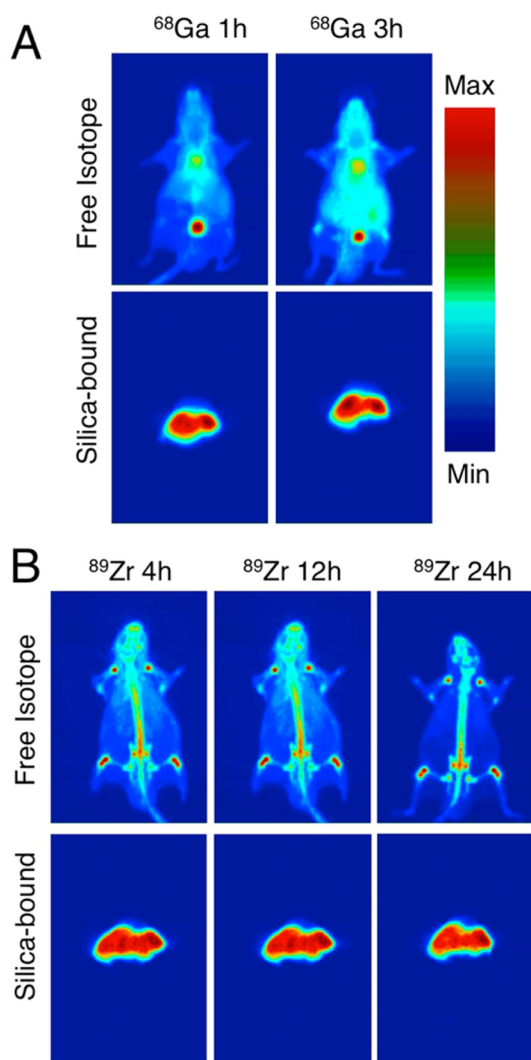 A
⁶⁸Ga 1h
⁶⁸Ga 3h
Max
Free Isotope
Silica-bound
Min
B
⁸⁹Zr 4h
⁸⁹Zr 12h
⁸⁹Zr 24h
Free Isotope
Silica-bound